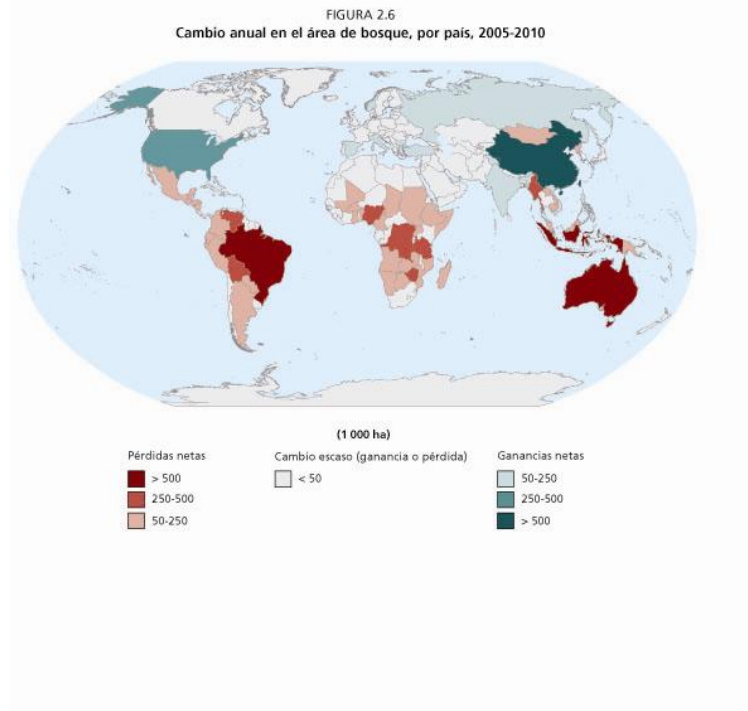 FIGURA 2.6
Cambio anual en el área de bosque, por país, 2005-2010
(1 000 ha)
Pérdidas netas
> 500
250-500
50-250
Cambio escaso (ganancia o pérdida)
< 50
Ganancias netas
50-250
250-500
> 500